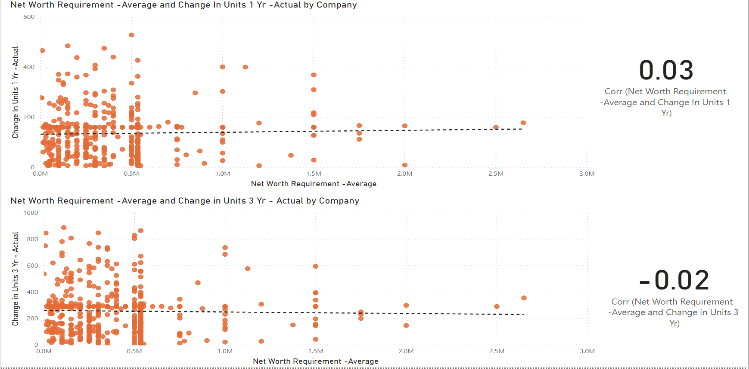 Net Worth Requirement -Average and Change In Units 1 Yr -Actual by Company
600
400
200
0
Change In Units 1 Yr -Actual
0.0M 0.5M 1.0M 1.5M 2.0M 2.5M 3.0M
Net Worth Requirement -Average
0.03
Corr (Net Worth Requirement
-Average and Change In Units 1
Yr)
Net Worth Requirement -Average and Change in Units 3 Yr - Actual by Company
1000
800
600
400
200
0
Change in Units 3 Yr - Actual
0.0M 0.5M 1.0M 1.5M 2.0M 2.5M 3.0M
Net Worth Requirement -Average
-0.02
Corr (Net Worth Requirement
-Average and Change in Units 3
Yr)